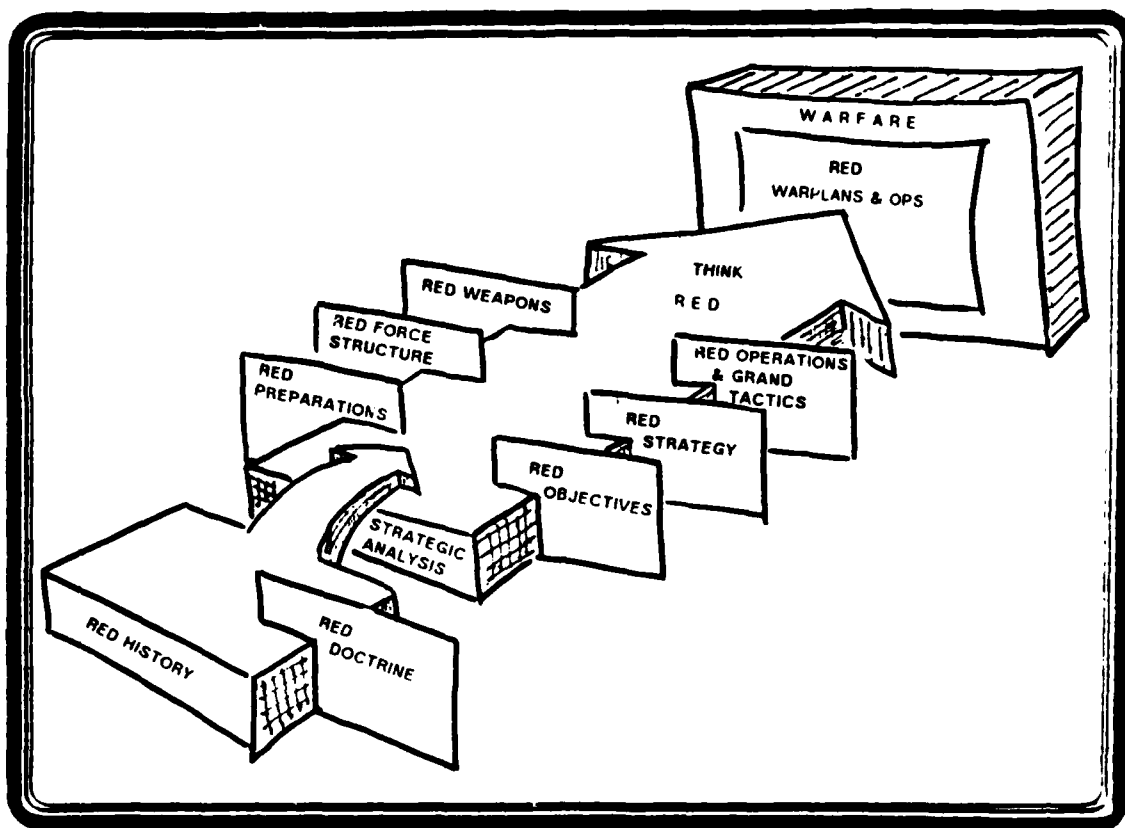 WARFARE
RED
WARPLANS & OPS
THINK
RED
RED WEAPONS
RED FORCE
STRUCTURE
RED
PREPARATIONS
RED OPERATIONS
& GRAND
TACTICS
RED
STRATEGY
RED
OBJECTIVES
STRATEGIC
ANALYSIS
RED HISTORY
RED
DOCTRINE